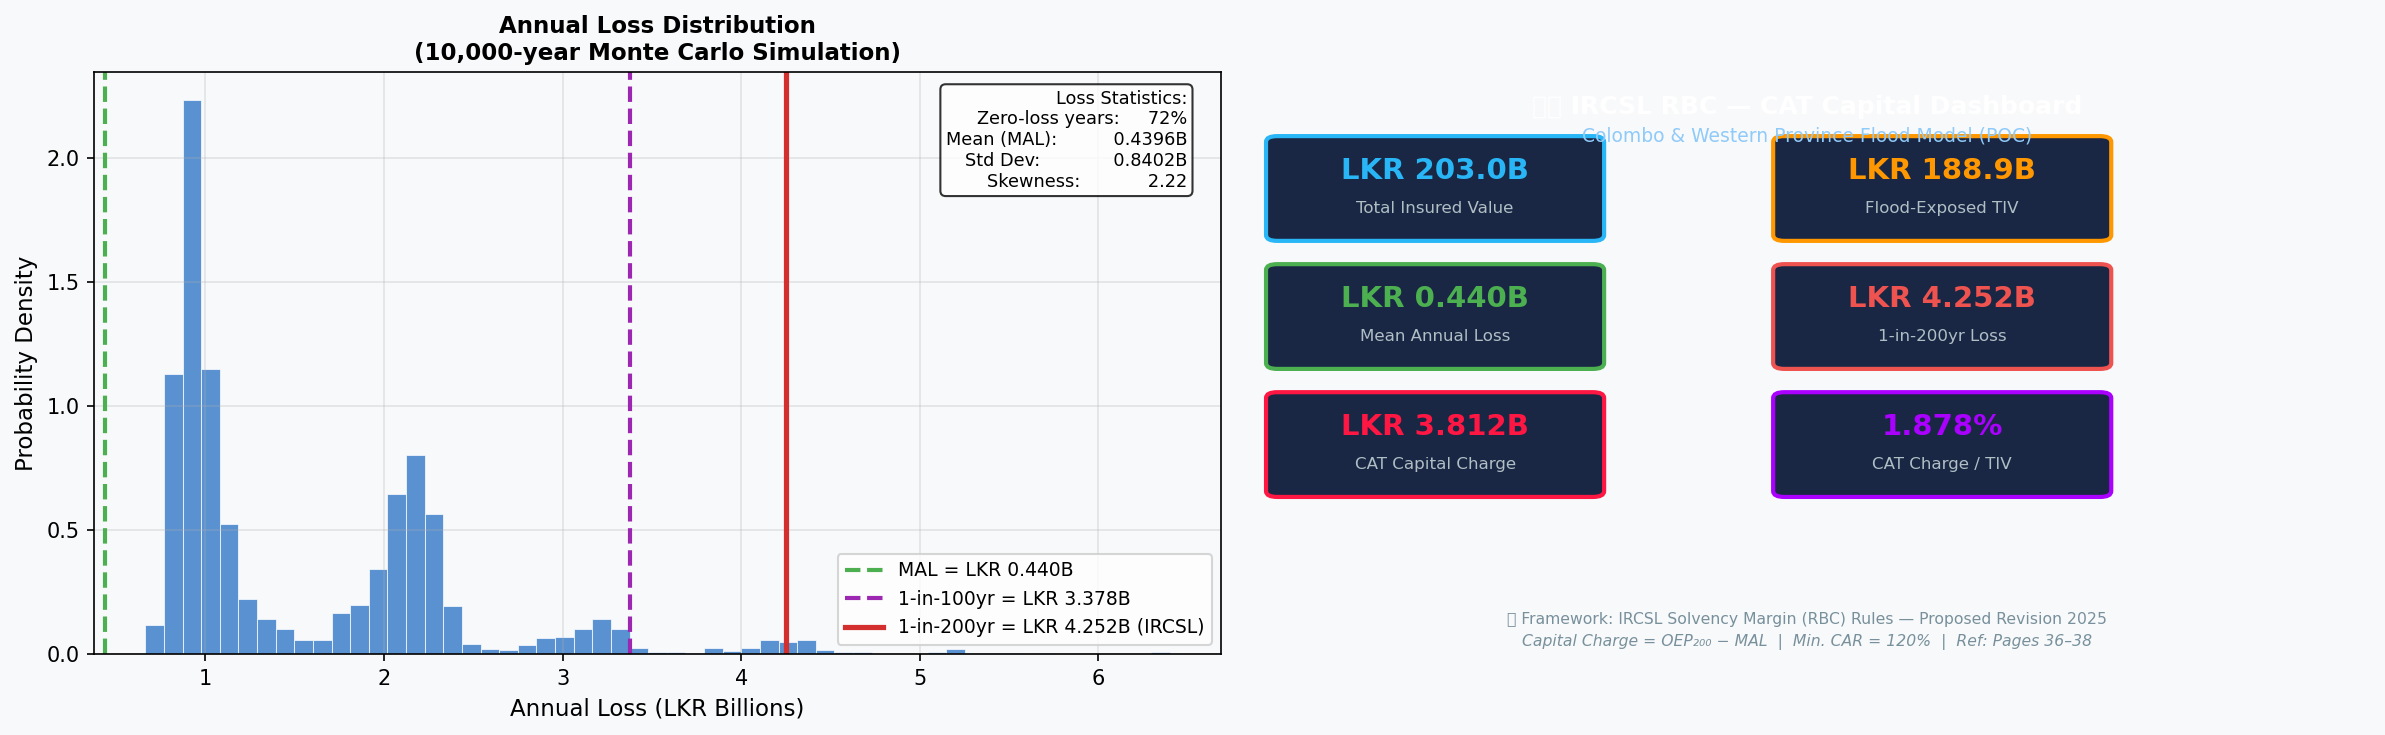 Annual Loss Distribution
(10,000-year Monte Carlo Simulation)
Probability Density
2.0
1.5
1.0
0.5
0.0
1 2 3 4 5 6
Annual Loss (LKR Billions)
Loss Statistics:
Zero-loss years: 72%
Mean (MAL): 0.4396B
Std Dev: 0.8402B
Skewness: 2.22
MAL = LKR 0.440B
1-in-100yr = LKR 3.378B
1-in-200yr = LKR 4.252B (IRCSL)
IRCSL RBC — CAT Capital Dashboard
Colombo & Western Province Flood Model (POC)
LKR 203.0B
Total Insured Value
LKR 188.9B
Flood-Exposed TIV
LKR 0.440B
Mean Annual Loss
LKR 4.252B
1-in-200yr Loss
LKR 3.812B
CAT Capital Charge
1.878%
CAT Charge / TIV
Framework: IRCSL Solvency Margin (RBC) Rules — Proposed Revision 2025
Capital Charge = OEP₂₀₀ − MAL | Min. CAR = 120% | Ref: Pages 36–38